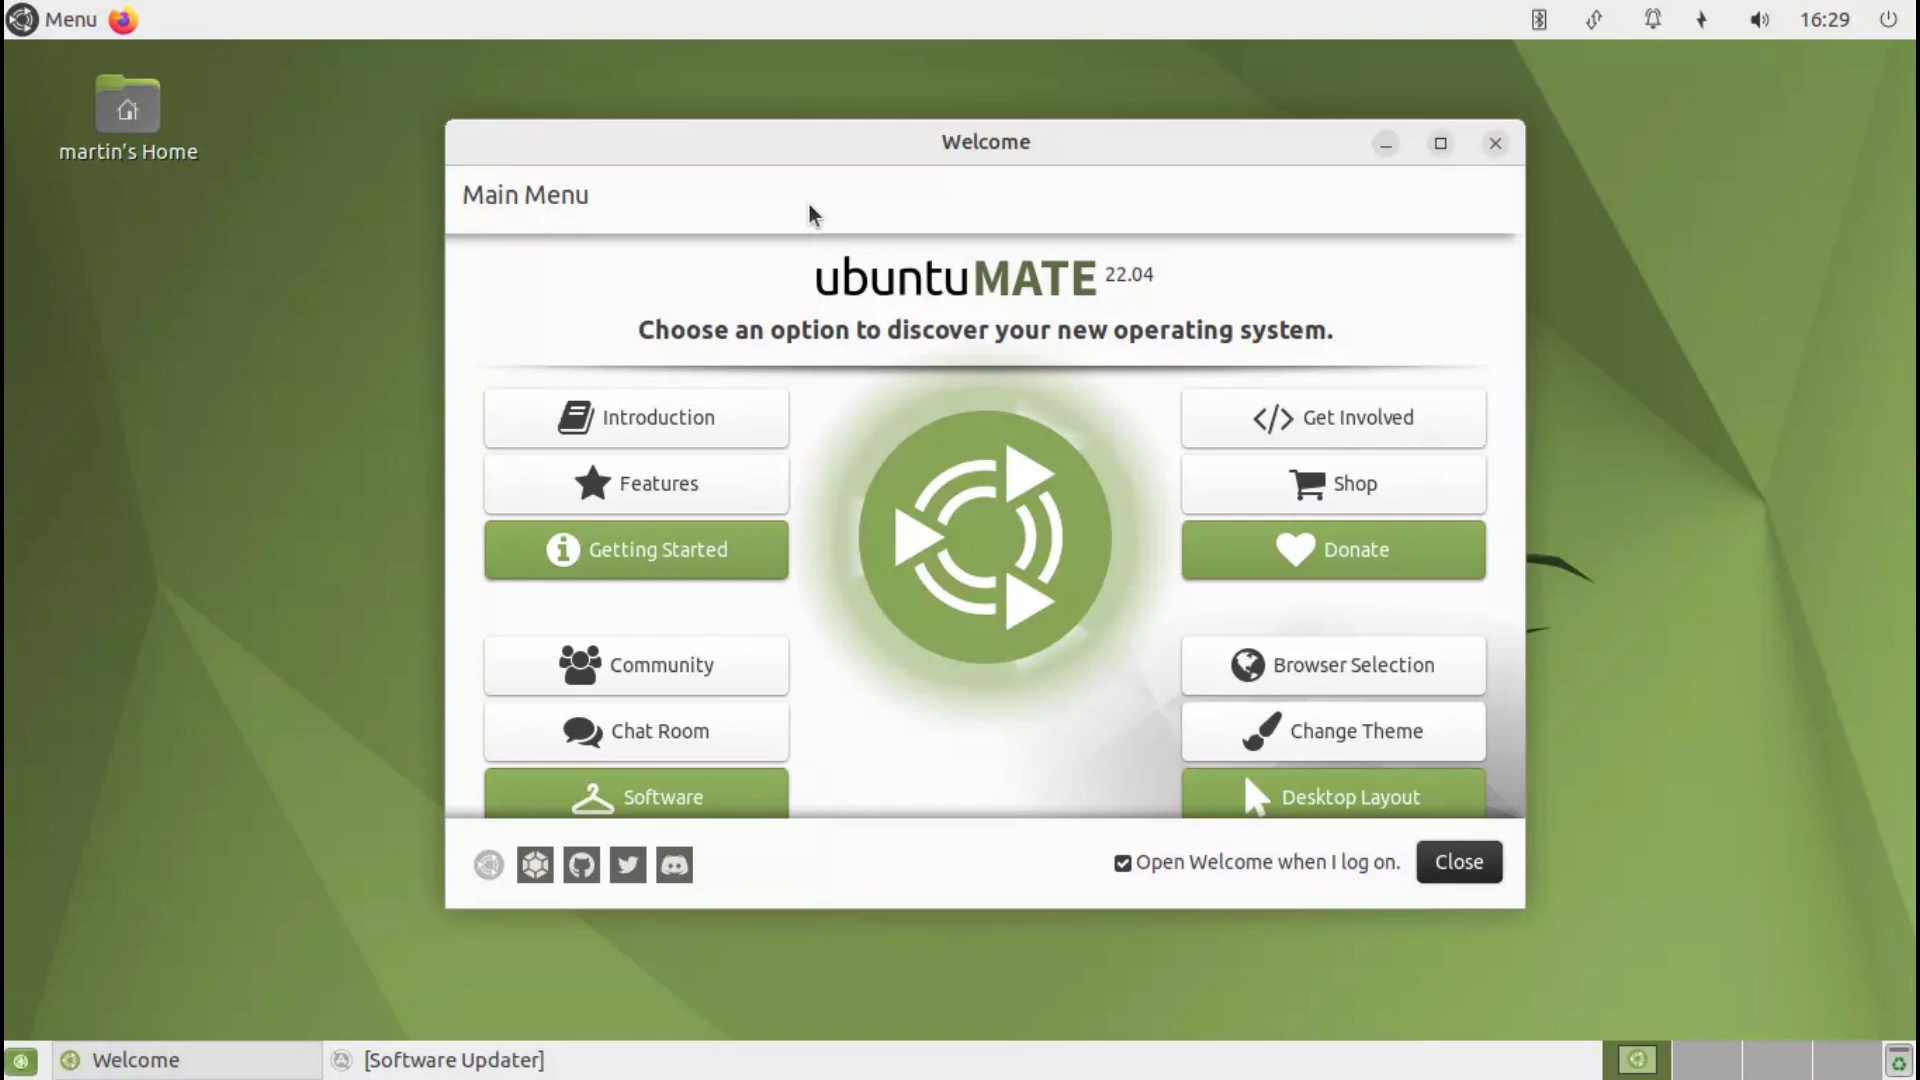 Menu
16:29
martin's Home
Welcome
Main Menu
ubuntuMATE 22.04
Choose an option to discover your new operating system.
Introduction
Get Involved
Features
Shop
Getting Started
Donate
Community
Browser Selection
Chat Room
Change Theme
Software
Desktop Layout
Open Welcome when I log on.
Close
Welcome
[Software Updater]